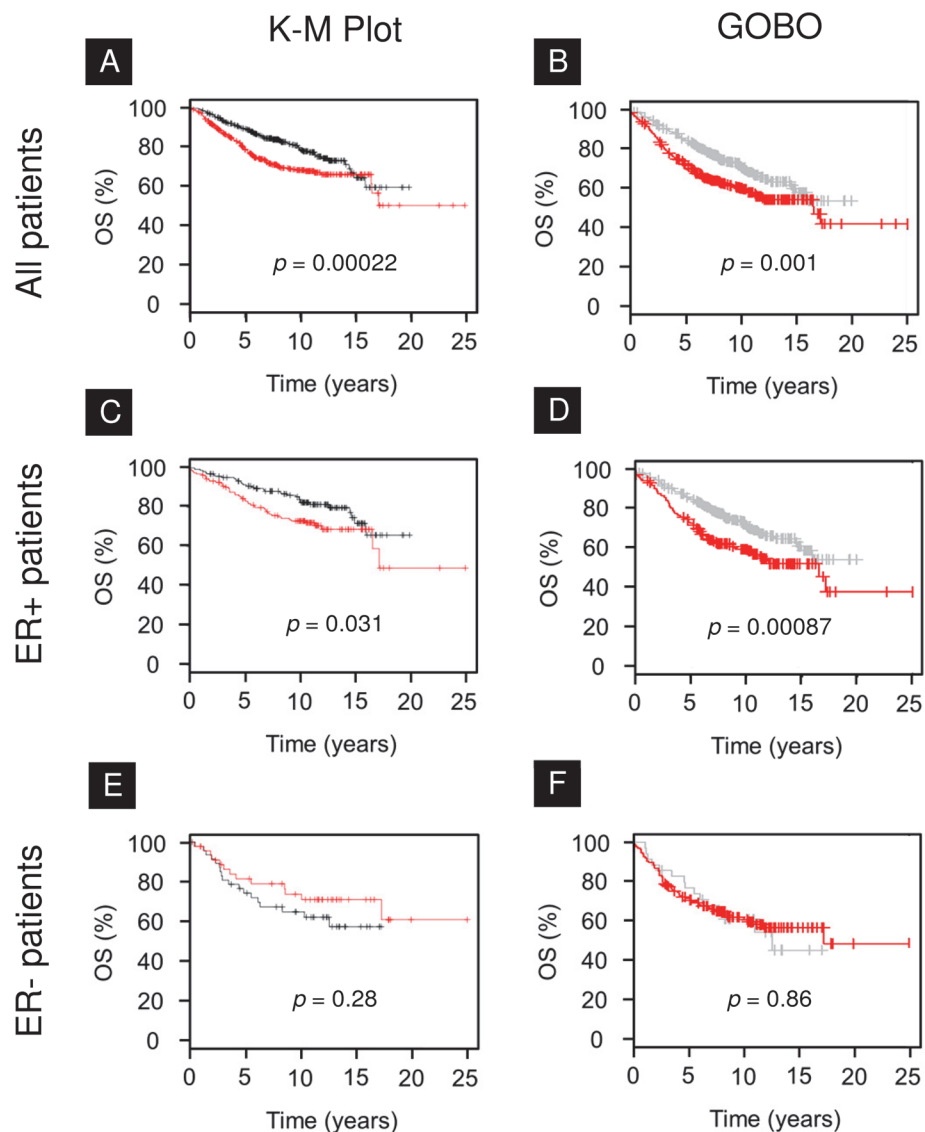 K-M Plot
GOBO
All patients
A
OS (%)
100
80
60
40
20
0
p = 0.00022
0 5 10 15 20 25
Time (years)
B
OS (%)
100
80
60
40
20
0
p = 0.001
0 5 10 15 20 25
Time (years)
ER+ patients
C
OS (%)
100
80
60
40
20
0
p = 0.031
0 5 10 15 20 25
Time (years)
D
OS (%)
100
80
60
40
20
0
p = 0.00087
0 5 10 15 20 25
Time (years)
ER- patients
E
OS (%)
100
80
60
40
20
0
p = 0.28
0 5 10 15 20 25
Time (years)
F
OS (%)
100
80
60
40
20
0
p = 0.86
0 5 10 15 20 25
Time (years)